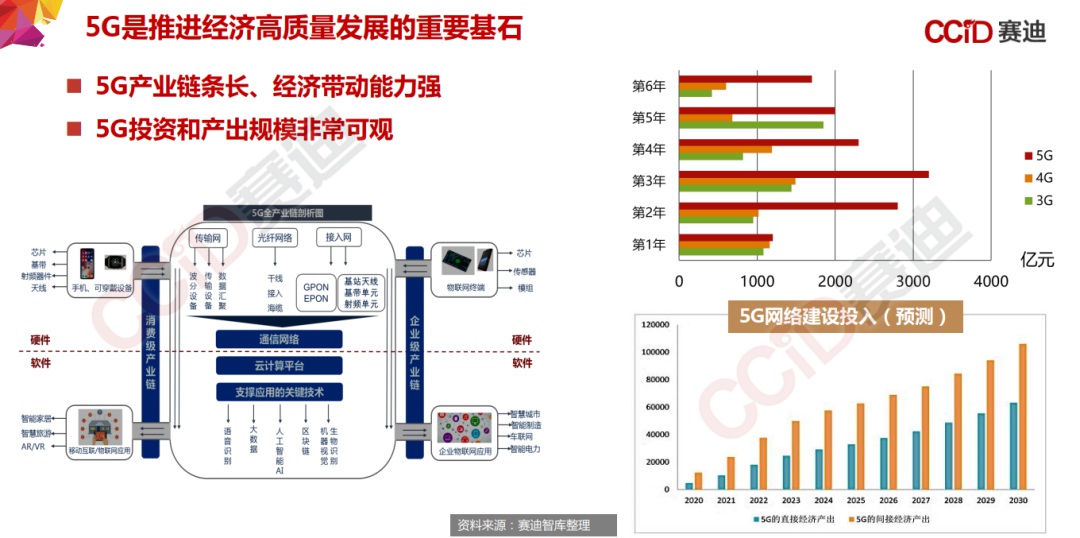 5G是推进经济高质量发展的重要基石
CCiD 赛迪
■ 5G产业链条长、经济带动能力强
■ 5G投资和产出规模非常可观
第6年
第5年
第4年
第3年
第2年
第1年
0 1000 2000 3000 4000
亿元
5G
4G
3G
5G网络建设投入（预测）
5G全产业链剖析图
传输网 光纤网络 接入网
波分设备
传输设备
数据汇聚
干线
接入
海缆
GPON
EPON
基站天线
基带单元
射频单元
芯片
基带
射频器件
天线
手机、可穿戴设备
物联网终端
芯片
传感器
模组
消费级产业链
企业级产业链
通信网络
硬件 硬件
软件 软件
云计算平台
支撑应用的关键技术
语音识别
大数据
人工智能AI
区块链
机器视觉
生物识别
智能家居
智慧旅游
AR/VR
移动互联/物联网应用
企业物联网应用
智慧城市
智能制造
车联网
智能电力
120000
100000
80000
60000
40000
20000
0
2020 2021 2022 2023 2024 2025 2026 2027 2028 2029 2030
5G的直接经济产出 5G的间接经济产出
资料来源：赛迪智库整理
CCiD赛迪
CCiD赛迪